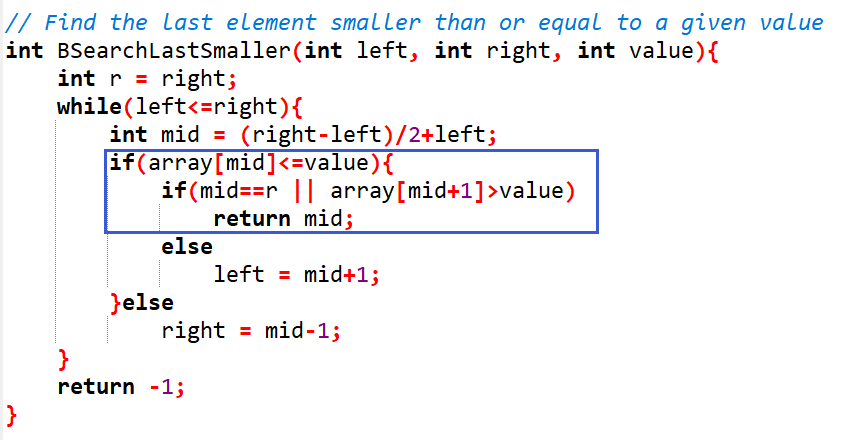 // Find the last element smaller than or equal to a given value
int BSearchLastSmaller(int left, int right, int value){
    int r = right;
    while(left<=right){
        int mid = (right-left)/2+left;
        if(array[mid]<=value){
            if(mid==r || array[mid+1]>value)
                return mid;
            else
                left = mid+1;
        }else
            right = mid-1;
    }
    return -1;
}